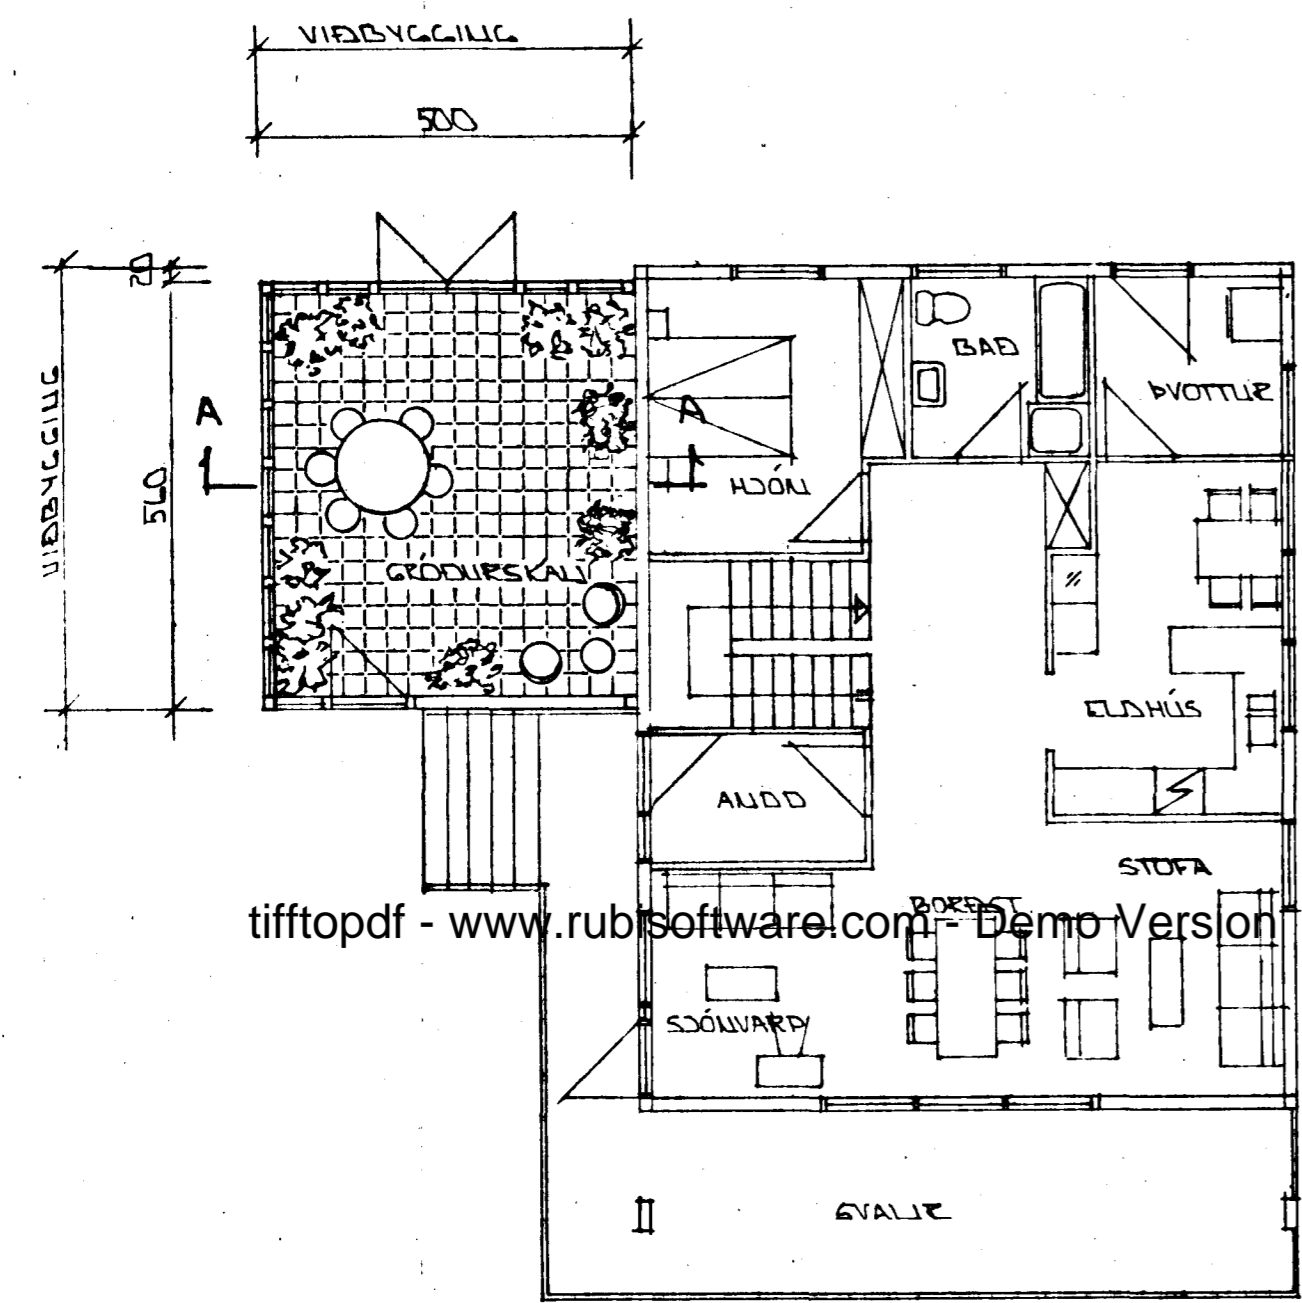 VIÐBYGGING
500
20
VIÐBYGGING
560
A
A
BAÐ
ÞVOTTUR
HJÓN
GRÓÐURSKÁLI
ELDHÚS
ANDD
STOFA
BORÐST
tifftopdf - www.rubisoftware.com - Demo Version
SJÓNVARP
SVALIR